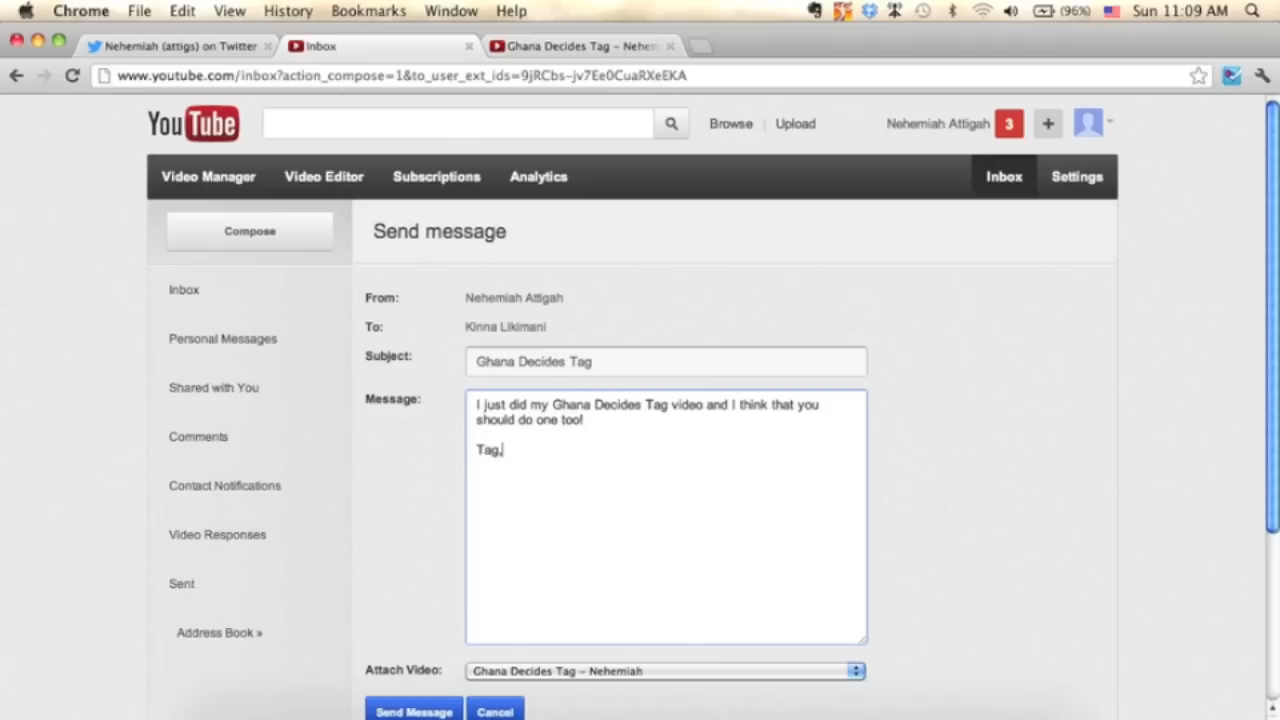 Chrome File Edit View History Bookmarks Window Help (96%) Sun 11:09 AM
Nehemiah (attigs) on Twitter Inbox Ghana Decides Tag – Nehem
www.youtube.com/inbox?action_compose=1&to_user_ext_ids=9jRCbs-jv7Ee0CuaRXeEKA
YouTube Browse Upload Nehemiah Attigah 3 +
Video Manager Video Editor Subscriptions Analytics Inbox Settings
Compose
Send message
Inbox
Personal Messages
Shared with You
Comments
Contact Notifications
Video Responses
Sent
Address Book »
From: Nehemiah Attigah
To: Kinna Likimani
Subject: Ghana Decides Tag
Message: I just did my Ghana Decides Tag video and I think that you
should do one too!
Tag,
Attach Video: Ghana Decides Tag – Nehemiah
Send Message Cancel